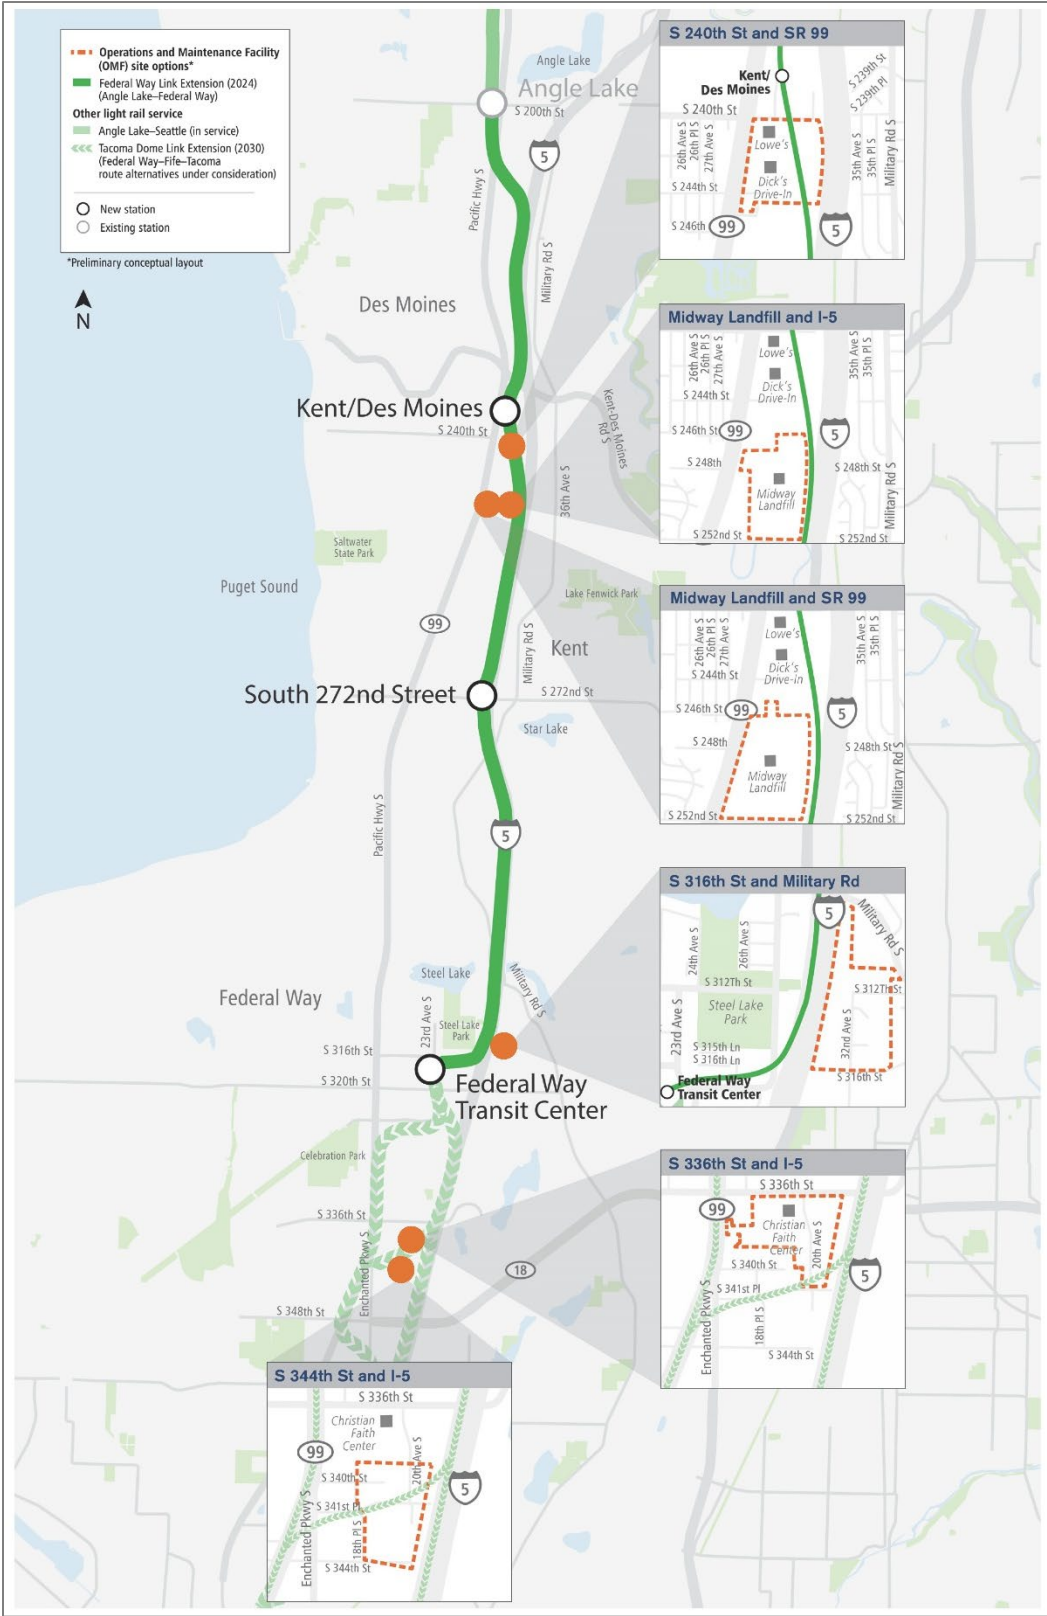 Operations and Maintenance Facility
(OMF) site options*
Federal Way Link Extension (2024)
(Angle Lake–Federal Way)
Other light rail service
Angle Lake–Seattle (in service)
Tacoma Dome Link Extension (2030)
(Federal Way–Fife–Tacoma
route alternatives under consideration)
New station
Existing station
*Preliminary conceptual layout
N
Angle Lake
Angle Lake
S 200th St
5
Pacific Hwy S
Military Rd S
Des Moines
Kent/Des Moines
S 240th St
Kent-Des Moines
Rd S
36th Ave S
Saltwater
State Park
Puget Sound
Lake Fenwick Park
99
Military Rd S
Kent
South 272nd Street
S 272nd St
Star Lake
Pacific Hwy S
5
Steel Lake
Military Rd S
Federal Way
23rd Ave S
Steel Lake
Park
S 316th St
S 320th St
Federal Way
Transit Center
Celebration Park
S 336th St
Enchanted Pkwy S
18
S 348th St
S 240th St and SR 99
Kent/
Des Moines
S 239th St
S 239th Pl
S 240th St
26th Ave S
26th Pl S
27th Ave S
Lowe's
35th Ave S
35th Pl S
Military Rd S
Dick's
Drive-In
S 244th St
S 246th
99
5
Midway Landfill and I-5
Lowe's
26th Ave S
26th Pl S
27th Ave S
35th Ave S
35th Pl S
Dick's
Drive-In
S 244th St
S 246th St
99
5
S 248th
S 248th St
Midway
Landfill
Military Rd S
S 252nd St
S 252nd St
Midway Landfill and SR 99
Lowe's
26th Ave S
26th Pl S
27th Ave S
35th Ave S
35th Pl S
Dick's
Drive-In
S 244th St
S 246th St
99
5
S 248th
S 248th St
Midway
Landfill
Military Rd S
S 252nd St
S 252nd St
S 316th St and Military Rd
5
Military Rd S
24th Ave S
26th Ave S
S 312Th St
S 312Th St
Steel Lake
Park
23rd Ave S
32nd Ave S
S 315th Ln
S 316th Ln
S 316th St
Federal Way
Transit Center
S 336th St and I-5
S 336th St
99
Christian
Faith
Center
20th Ave S
S 340th St
5
S 341st Pl
Enchanted Pkwy S
18th Pl S
S 344th St
S 344th St and I-5
S 336th St
Christian
Faith
Center
99
20th Ave S
S 340th St
5
S 341st Pl
Enchanted Pkwy S
18th Pl S
S 344th St